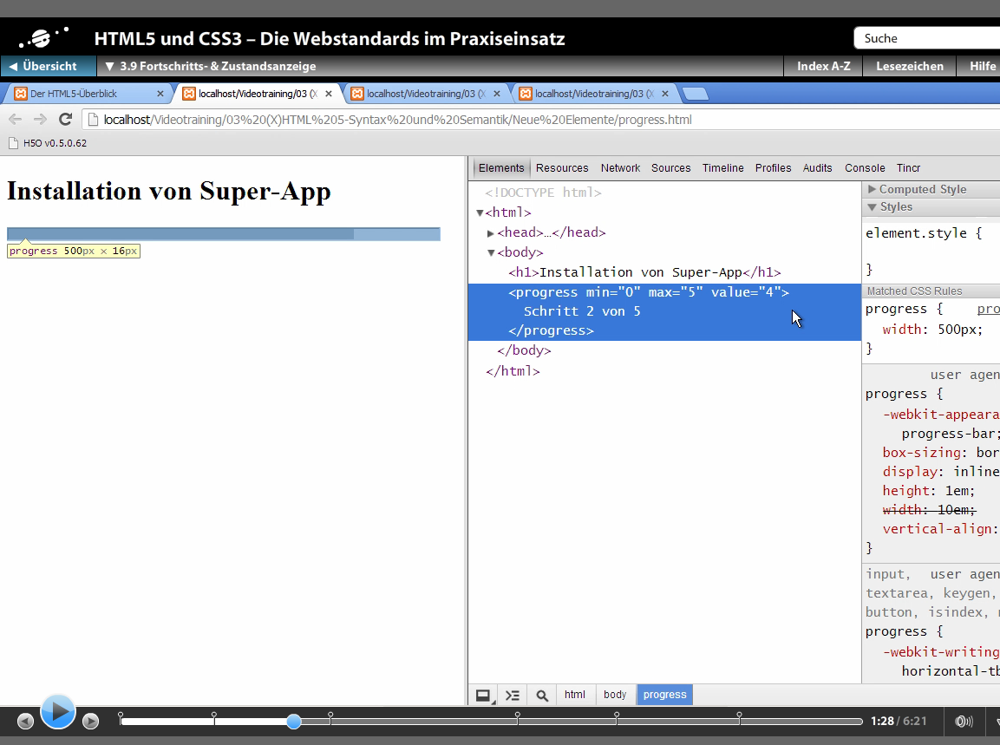 HTML5 und CSS3 – Die Webstandards im Praxiseinsatz
Suche
◀ Übersicht
▼ 3.9 Fortschritts- & Zustandsanzeige
Index A-Z
Lesezeichen
Hilfe
Der HTML5-Überblick
localhost/Videotraining/03 (X
localhost/Videotraining/03 (X
localhost/Videotraining/03 (X
localhost/Videotraining/03%20(X)HTML%205-Syntax%20und%20Semantik/Neue%20Elemente/progress.html
H5O v0.5.0.62
Installation von Super-App
progress 500px × 16px
Elements Resources Network Sources Timeline Profiles Audits Console Tincr
<!DOCTYPE html>
▼<html>
▶<head>…</head>
▼<body>
<h1>Installation von Super-App</h1>
<progress min="0" max="5" value="4">
Schritt 2 von 5
</progress>
</body>
</html>
▶ Computed Style
▼ Styles
element.style {
}
Matched CSS Rules
progress { pro
width: 500px;
}
user agen
progress {
-webkit-appeara
progress-bar;
box-sizing: bor
display: inline
height: 1em;
width: 10em;
vertical-align:
}
input, user agen
textarea, keygen,
button, isindex,
progress {
-webkit-writing
horizontal-tb
html body progress
1:28 / 6:21